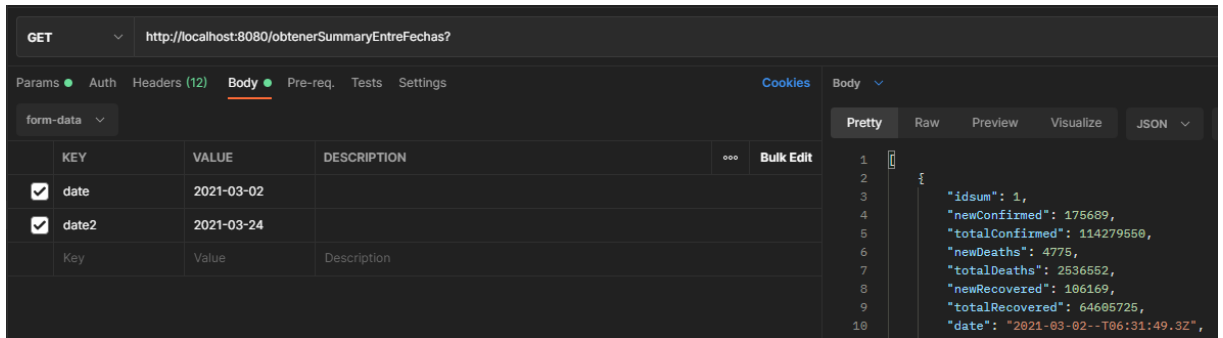 GET http://localhost:8080/obtenerSummaryEntreFechas?
Params Auth Headers (12) Body Pre-req. Tests Settings Cookies
form-data
KEY VALUE DESCRIPTION ooo Bulk Edit
date 2021-03-02
date2 2021-03-24
Key Value Description
Body
Pretty Raw Preview Visualize JSON
1 [
2 {
3 "idsum": 1,
4 "newConfirmed": 175689,
5 "totalConfirmed": 114279550,
6 "newDeaths": 4775,
7 "totalDeaths": 2536552,
8 "newRecovered": 106169,
9 "totalRecovered": 64605725,
10 "date": "2021-03-02--T06:31:49.3Z",